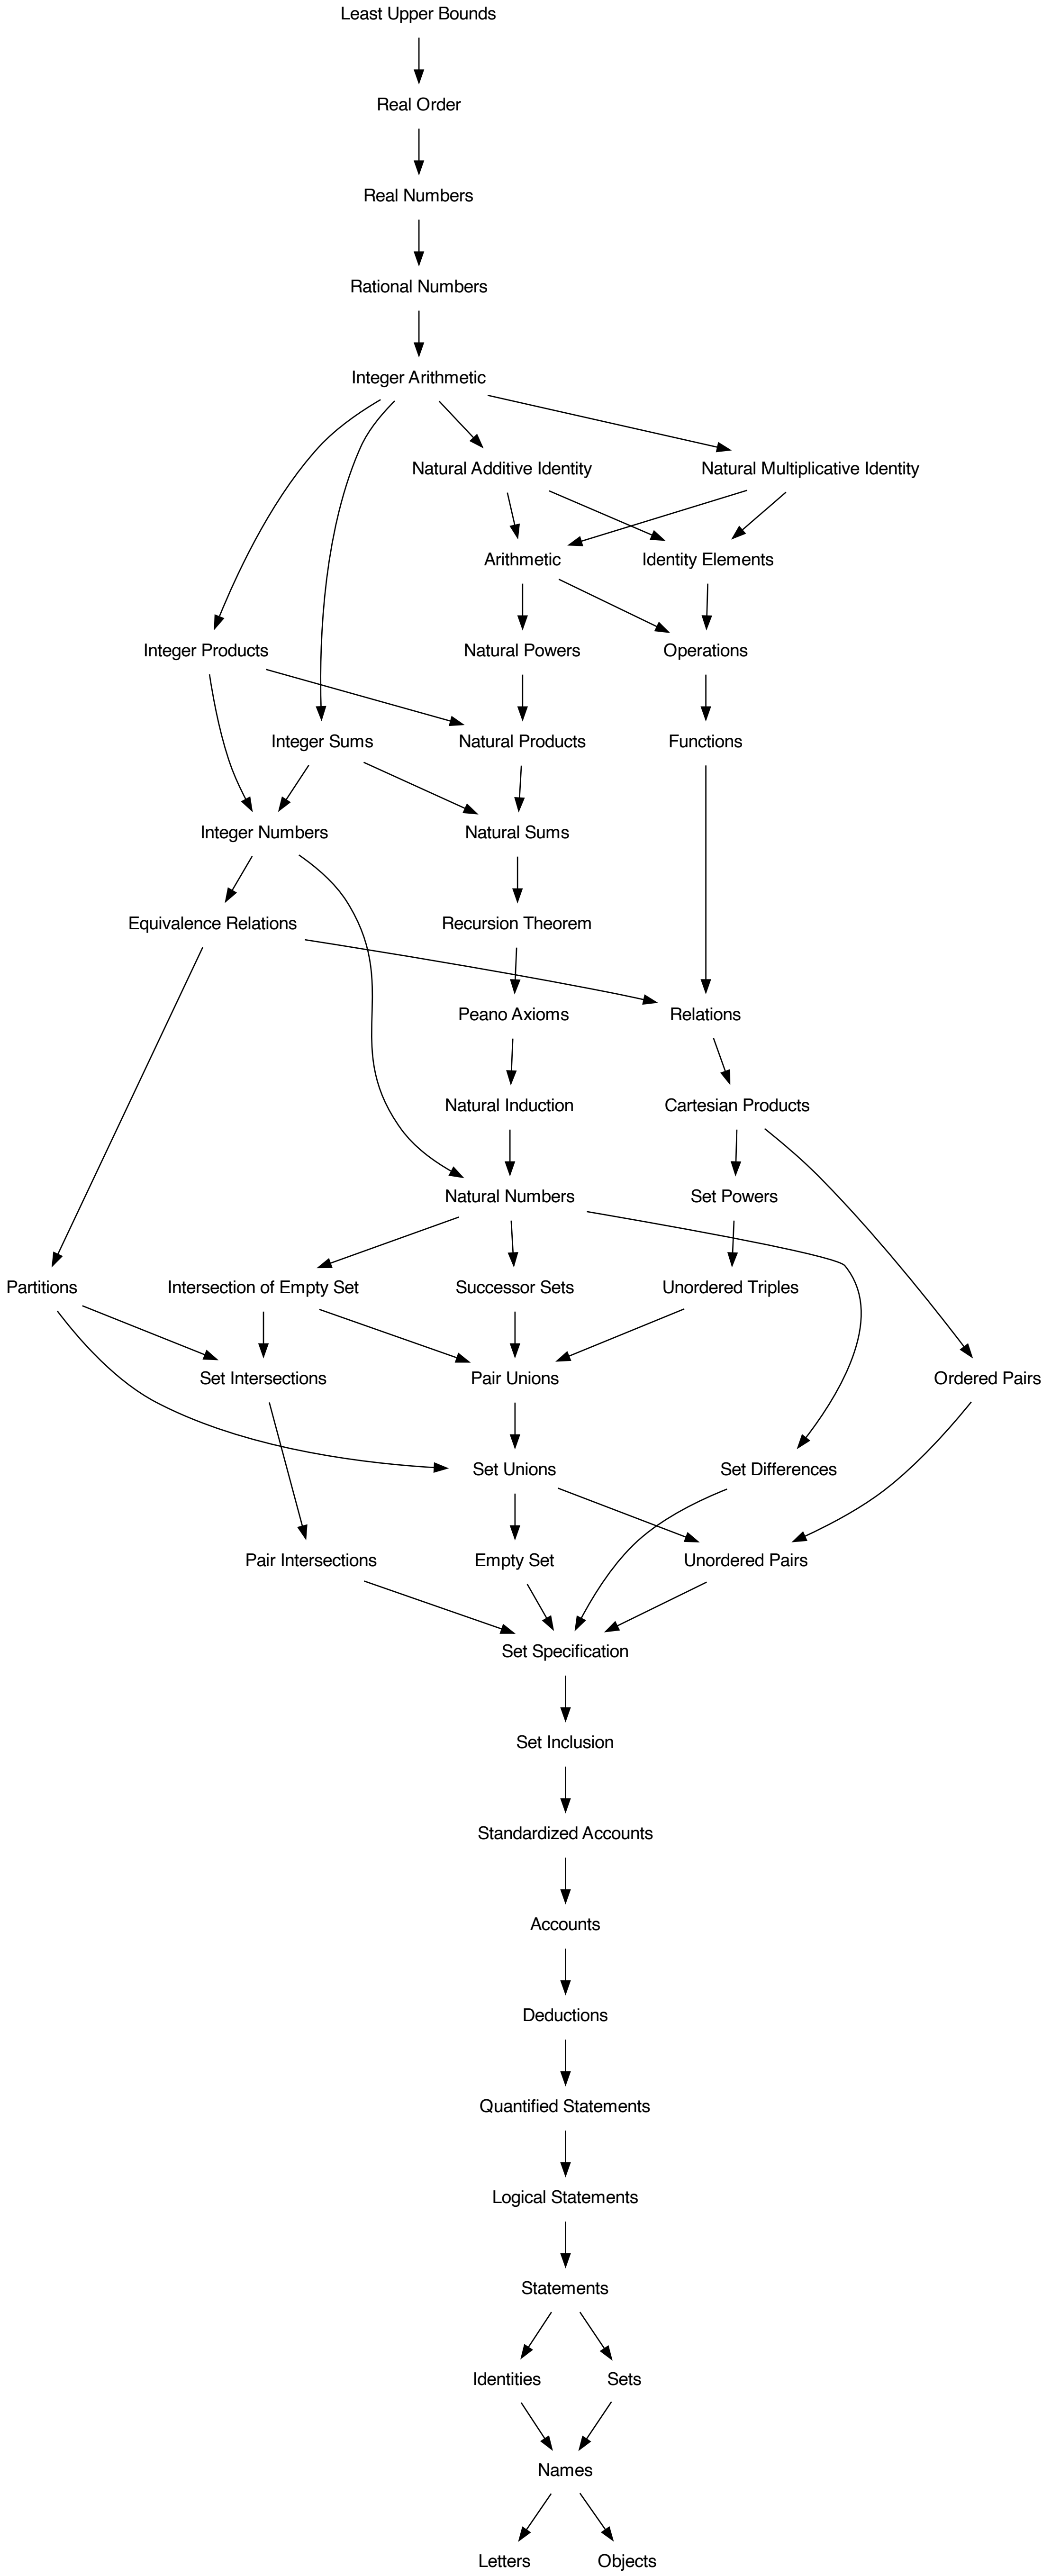 Least Upper Bounds
Real Order
Real Numbers
Rational Numbers
Integer Arithmetic
Natural Additive Identity
Natural Multiplicative Identity
Arithmetic
Identity Elements
Integer Products
Natural Powers
Operations
Integer Sums
Natural Products
Functions
Integer Numbers
Natural Sums
Equivalence Relations
Recursion Theorem
Peano Axioms
Relations
Natural Induction
Cartesian Products
Natural Numbers
Set Powers
Partitions
Intersection of Empty Set
Successor Sets
Unordered Triples
Set Intersections
Pair Unions
Ordered Pairs
Set Unions
Set Differences
Pair Intersections
Empty Set
Unordered Pairs
Set Specification
Set Inclusion
Standardized Accounts
Accounts
Deductions
Quantified Statements
Logical Statements
Statements
Identities
Sets
Names
Letters
Objects